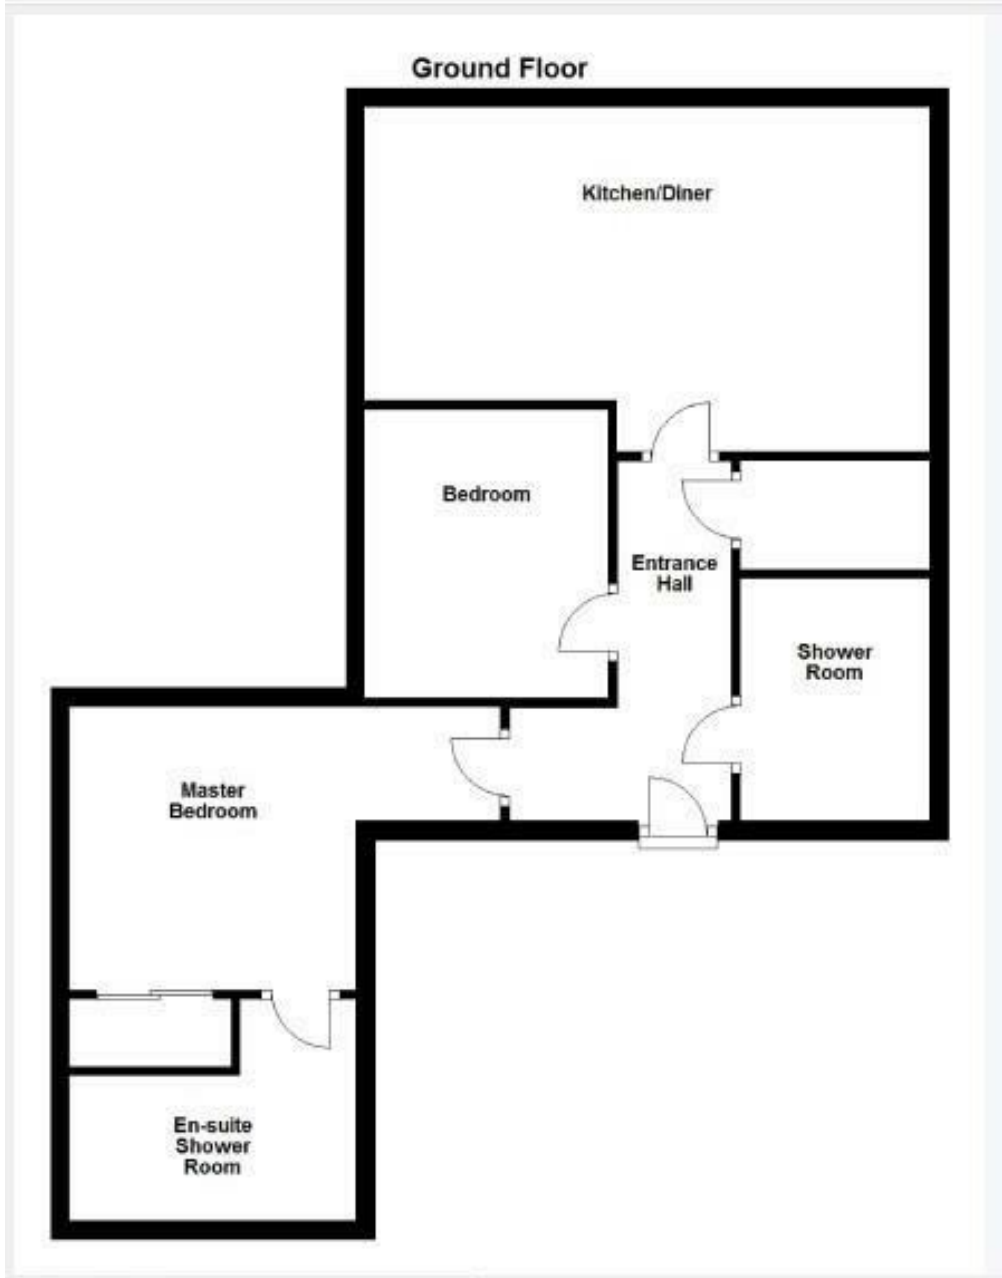 Ground Floor
Kitchen/Diner
Bedroom
Entrance
Hall
Shower
Room
Master
Bedroom
En-suite
Shower
Room